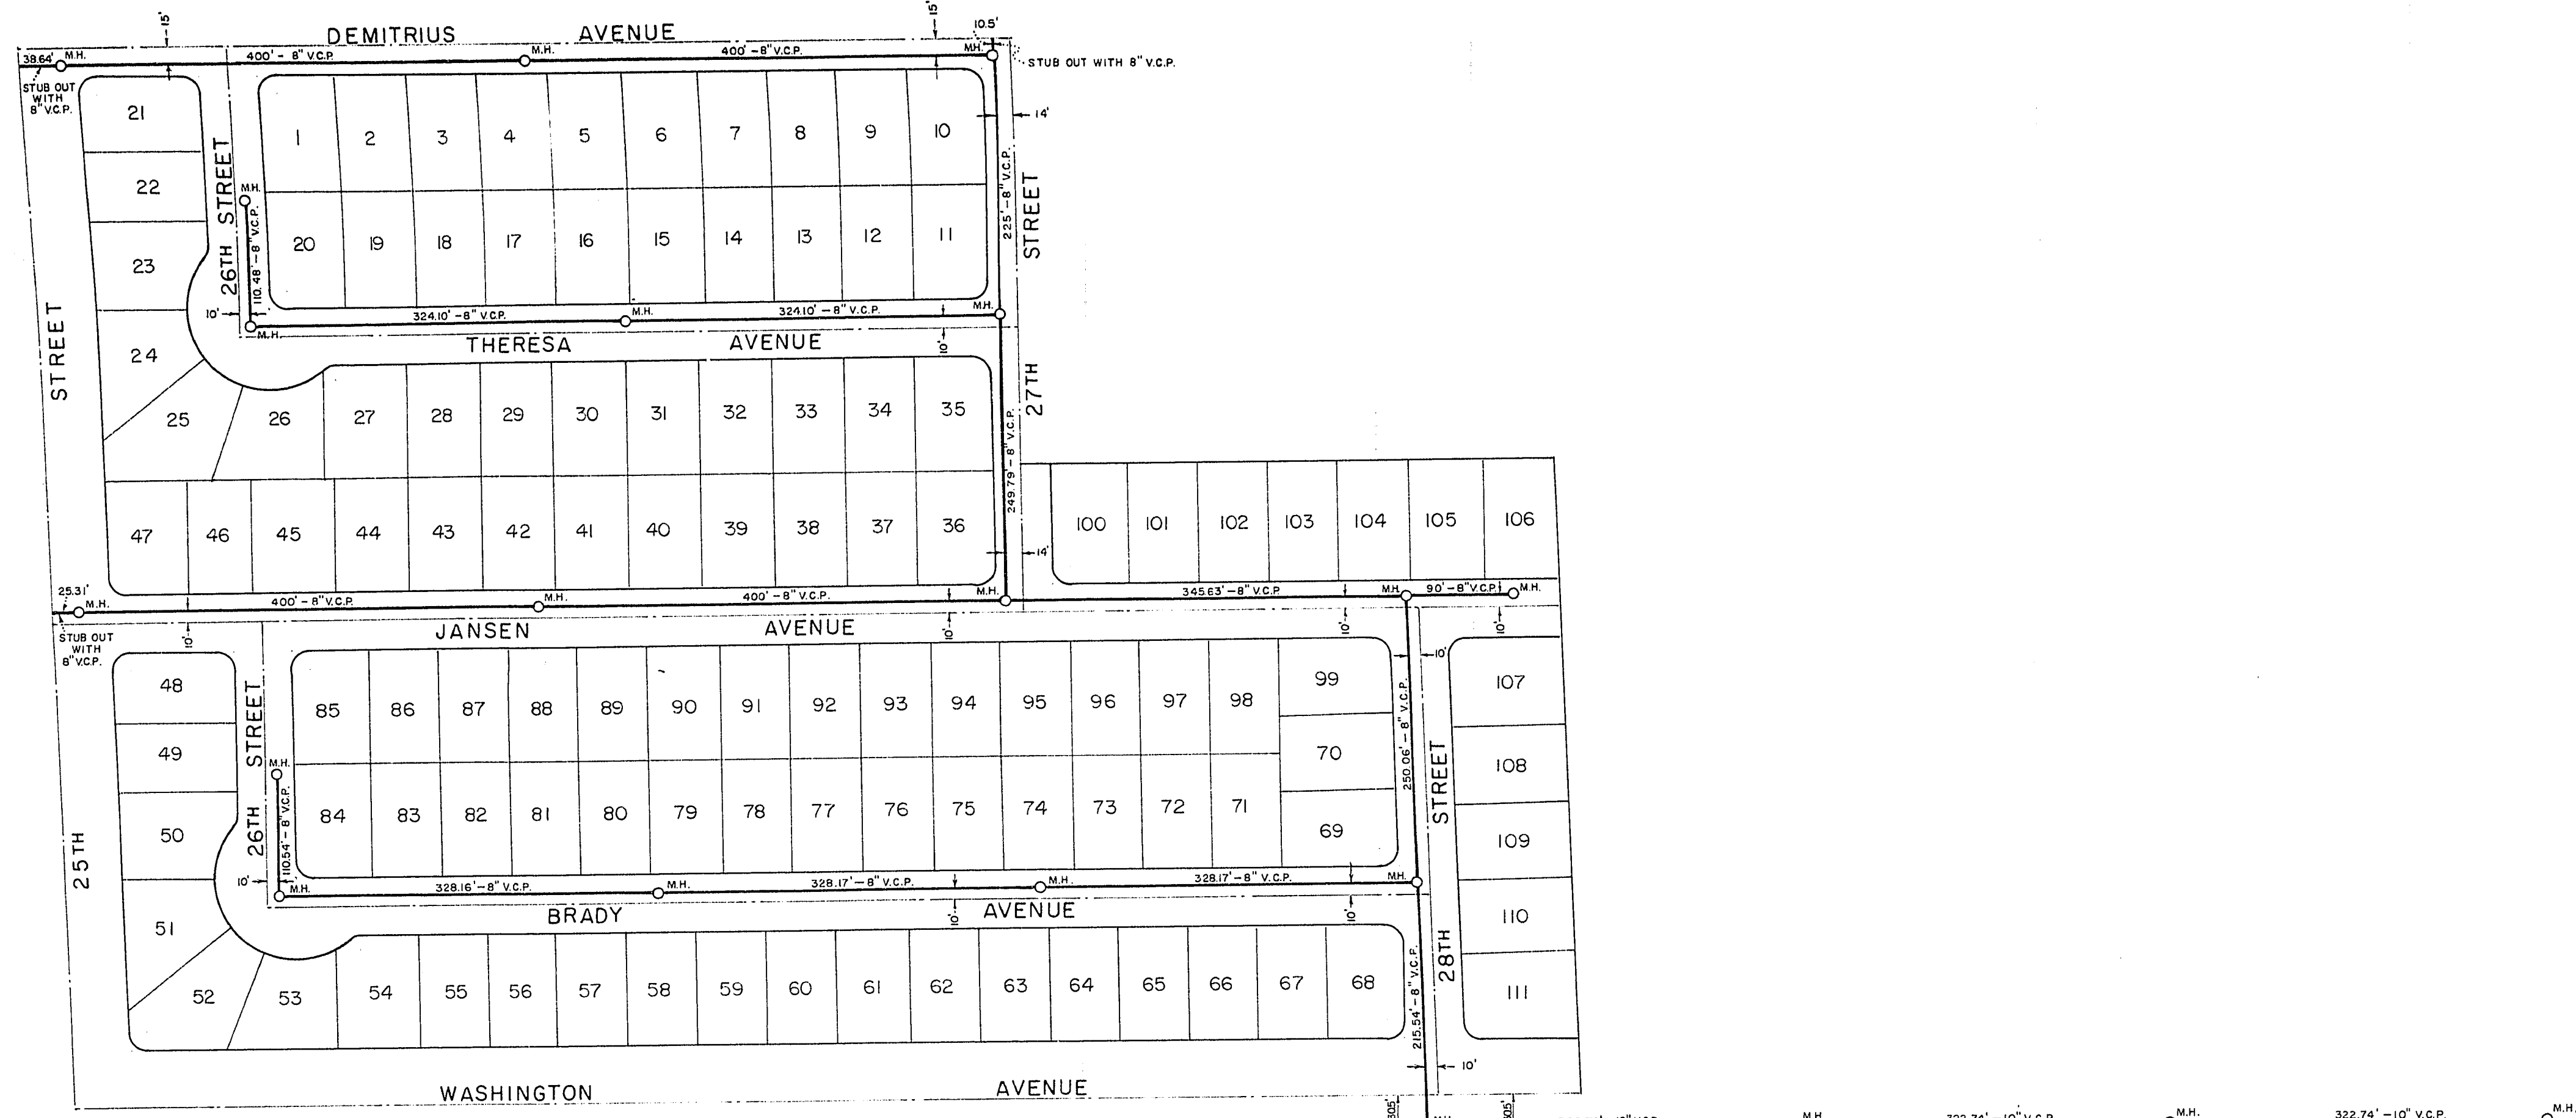 15'
15'
10.5'
DEMITRIUS AVENUE
38.64' M.H. 400' - 8" V.C.P. M.H. 400' - 8" V.C.P. M.H.
STUB OUT WITH 8" V.C.P.
STUB OUT
WITH
8" V.C.P.
21
1 2 3 4 5 6 7 8 9 10
14'
22
26TH STREET
M.H.
110.48' - 8" V.C.P.
225' - 8" V.C.P.
27TH STREET
20 19 18 17 16 15 14 13 12 11
23
10'
M.H. 324.10' - 8" V.C.P. M.H. 324.10' - 8" V.C.P. M.H.
THERESA AVENUE
10'
24
25 26 27 28 29 30 31 32 33 34 35
249.79' - 8" V.C.P.
47 46 45 44 43 42 41 40 39 38 37 36
100 101 102 103 104 105 106
14'
25.31'
M.H. 400' - 8" V.C.P. M.H. 400' - 8" V.C.P. M.H. 345.63' - 8" V.C.P. M.H. 90' - 8" V.C.P. M.H.
STUB OUT
WITH
8" V.C.P.
10'
JANSEN AVENUE
10'
10'
10'
10'
48
85 86 87 88 89 90 91 92 93 94 95 96 97 98 99
107
49
26TH STREET
M.H.
110.54' - 8" V.C.P.
70
250.06' - 8" V.C.P.
108
84 83 82 81 80 79 78 77 76 75 74 73 72 71 69
50
109
25TH STREET
28TH STREET
10'
M.H. 328.16' - 8" V.C.P. M.H. 328.17' - 8" V.C.P. M.H. 328.17' - 8" V.C.P. M.H.
BRADY AVENUE
10'
10'
51
110
52 53 54 55 56 57 58 59 60 61 62 63 64 65 66 67 68
215.54' - 8" V.C.P.
111
10'
WASHINGTON AVENUE
M.H.
322.74' - 10" V.C.P.
M.H.
322.74' - 10" V.C.P.
M.H.